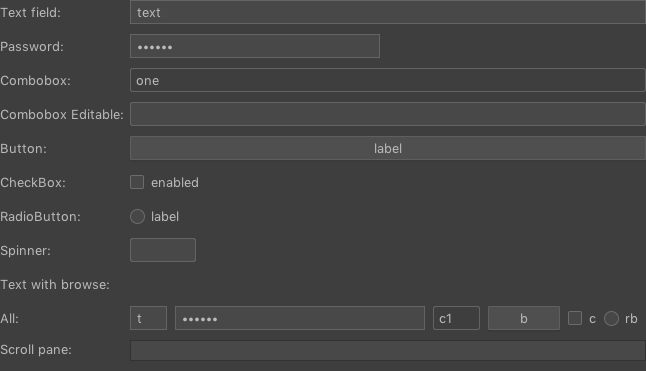 Text field: text
Password: ••••••
Combobox: one
Combobox Editable:
Button: label
CheckBox: enabled
RadioButton: label
Spinner:
Text with browse:
All: t •••••• c1 b c rb
Scroll pane: